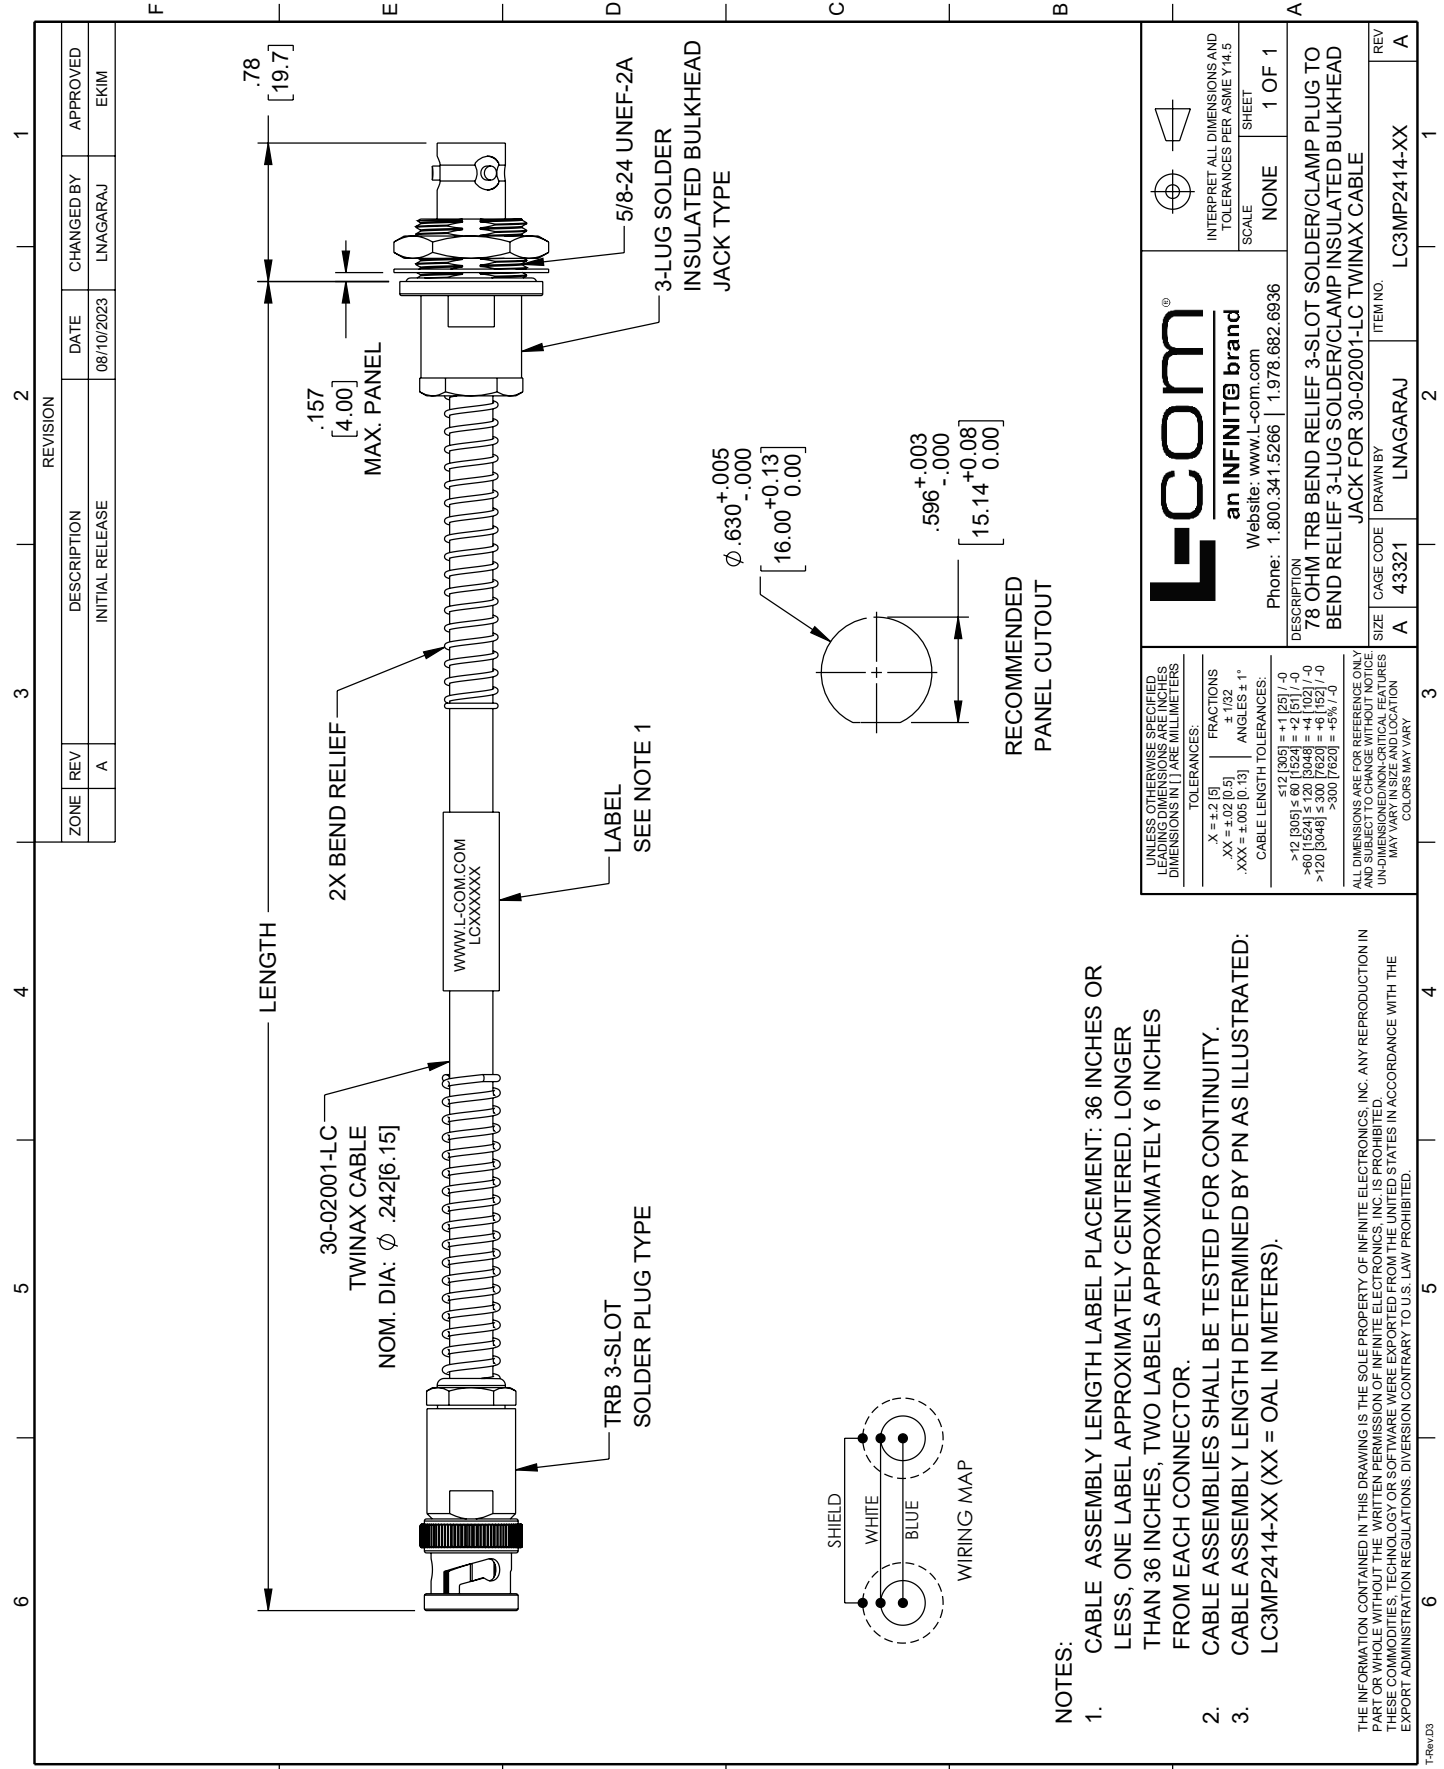 6
5
4
3
2
1
F
E
D
C
B
A
REVISION
ZONE
REV
DESCRIPTION
DATE
CHANGED BY
APPROVED
A
INITIAL RELEASE
08/10/2023
LNAGARAJ
EKIM
LENGTH
.78
[19.7]
.157
[4.00]
MAX. PANEL
2X BEND RELIEF
30-02001-LC
TWINAX CABLE
NOM. DIA: Ø .242[6.15]
WWW.L-COM.COM
LCXXXXXX
TRB 3-SLOT
SOLDER PLUG TYPE
LABEL
SEE NOTE 1
5/8-24 UNEF-2A
3-LUG SOLDER
INSULATED BULKHEAD
JACK TYPE
SHIELD
WHITE
BLUE
WIRING MAP
Ø .630 +.005 -.000
[16.00 +0.13 0.00]
.596 +.003 -.000
[15.14 +0.08 0.00]
RECOMMENDED
PANEL CUTOUT
NOTES:
1. CABLE ASSEMBLY LENGTH LABEL PLACEMENT: 36 INCHES OR
LESS, ONE LABEL APPROXIMATELY CENTERED. LONGER
THAN 36 INCHES, TWO LABELS APPROXIMATELY 6 INCHES
FROM EACH CONNECTOR.
2. CABLE ASSEMBLIES SHALL BE TESTED FOR CONTINUITY.
3. CABLE ASSEMBLY LENGTH DETERMINED BY PN AS ILLUSTRATED:
LC3MP2414-XX (XX = OAL IN METERS).
THE INFORMATION CONTAINED IN THIS DRAWING IS THE SOLE PROPERTY OF INFINITE ELECTRONICS, INC. ANY REPRODUCTION IN
PART OR WHOLE WITHOUT THE WRITTEN PERMISSION OF INFINITE ELECTRONICS, INC. IS PROHIBITED.
THESE COMMODITIES, TECHNOLOGY OR SOFTWARE WERE EXPORTED FROM THE UNITED STATES IN ACCORDANCE WITH THE
EXPORT ADMINISTRATION REGULATIONS. DIVERSION CONTRARY TO U.S. LAW PROHIBITED.
UNLESS OTHERWISE SPECIFIED
LEADING DIMENSIONS ARE INCHES
DIMENSIONS IN [ ] ARE MILLIMETERS
TOLERANCES:
.X = ±.2 [5]
.XX = ±.02 [0.5]
.XXX = ±.005 [0.13]
FRACTIONS
± 1/32
ANGLES ± 1°
CABLE LENGTH TOLERANCES:
≤12 [305] = +1 [25] / -0
>12 [305] ≤ 60 [1524] = +2 [51] / -0
>60 [1524] ≤ 120 [3048] = +4 [102] / -0
>120 [3048] ≤ 300 [7620] = +6 [152] / -0
>300 [7620] = +5% / -0
ALL DIMENSIONS ARE FOR REFERENCE ONLY
AND SUBJECT TO CHANGE WITHOUT NOTICE.
UN-DIMENSIONED/NON-CRITICAL FEATURES
MAY VARY IN SIZE AND LOCATION
COLORS MAY VARY
L-com®
an INFINITE brand
Website: www.L-com.com
Phone: 1.800.341.5266 | 1.978.682.6936
INTERPRET ALL DIMENSIONS AND
TOLERANCES PER ASME Y14.5
SCALE
NONE
SHEET
1 OF 1
DESCRIPTION
78 OHM TRB BEND RELIEF 3-SLOT SOLDER/CLAMP PLUG TO
BEND RELIEF 3-LUG SOLDER/CLAMP INSULATED BULKHEAD
JACK FOR 30-02001-LC TWINAX CABLE
SIZE
A
CAGE CODE
43321
DRAWN BY
LNAGARAJ
ITEM NO.
LC3MP2414-XX
REV
A
6
5
4
3
2
1
T-Rev.D3